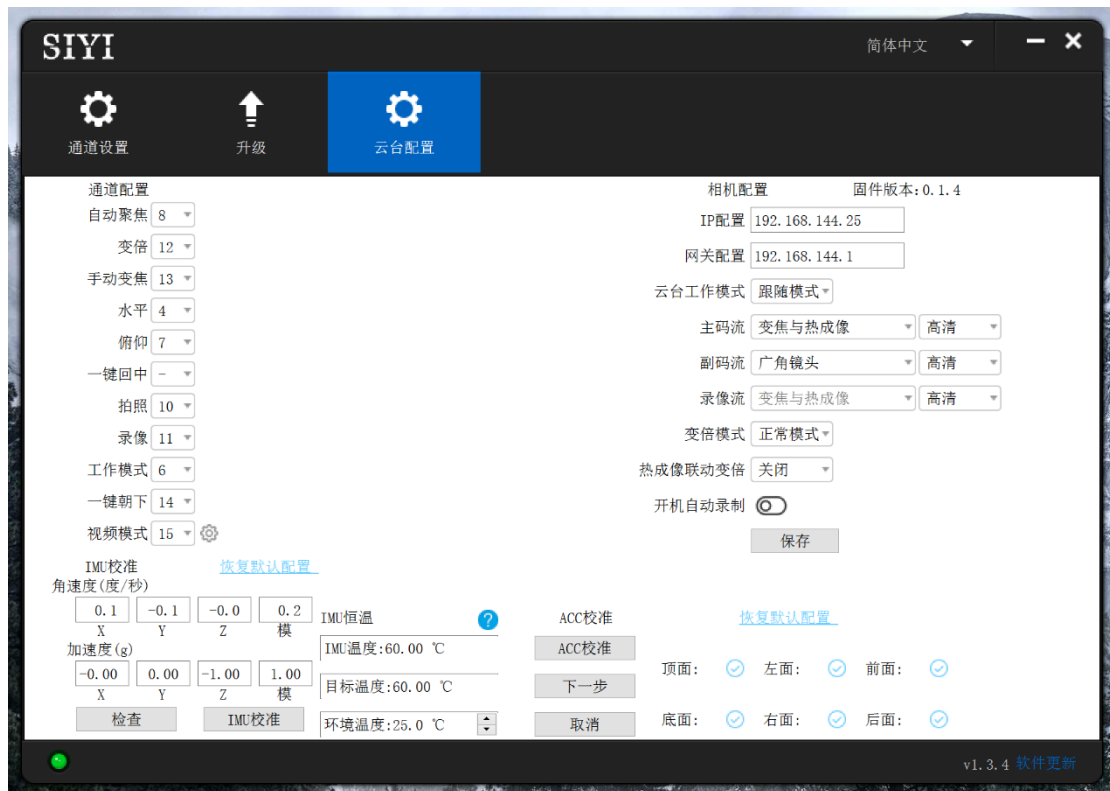 SIYI
简体中文
通道设置
升级
云台配置
通道配置
自动聚焦 8
变倍 12
手动变焦 13
水平 4
俯仰 7
一键回中 -
拍照 10
录像 11
工作模式 6
一键朝下 14
视频模式 15
相机配置 固件版本:0.1.4
IP配置 192.168.144.25
网关配置 192.168.144.1
云台工作模式 跟随模式
主码流 变焦与热成像 高清
副码流 广角镜头 高清
录像流 变焦与热成像 高清
变倍模式 正常模式
热成像联动变倍 关闭
开机自动录制
保存
IMU校准 恢复默认配置
角速度(度/秒)
0.1 -0.1 -0.0 0.2
X Y Z 模
加速度(g)
-0.00 0.00 -1.00 1.00
X Y Z 模
检查 IMU校准
IMU恒温 ?
IMU温度:60.00 ℃
目标温度:60.00 ℃
环境温度:25.0 ℃
ACC校准 恢复默认配置
ACC校准
下一步
取消
顶面: 左面: 前面:
底面: 右面: 后面:
v1.3.4 软件更新